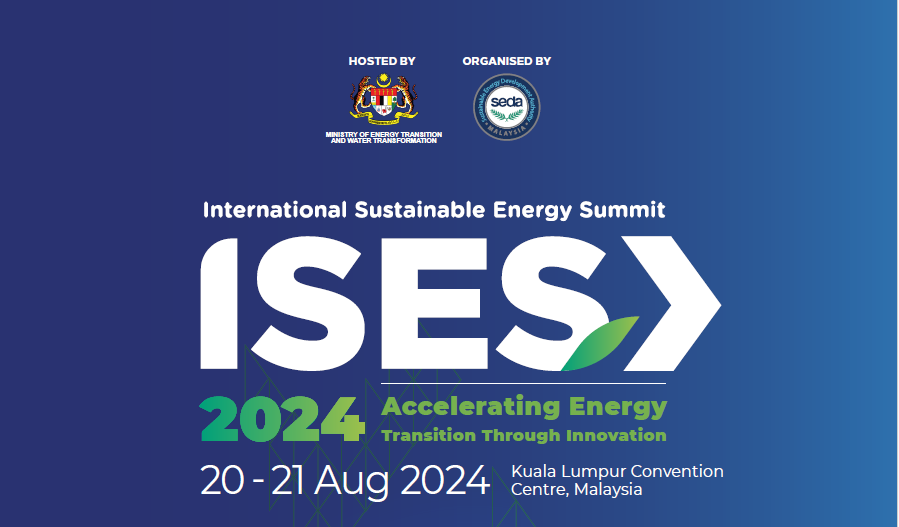 HOSTED BY
ORGANISED BY
Sustainable Energy Development Authority
seda
MALAYSIA
MINISTRY OF ENERGY TRANSITION
AND WATER TRANSFORMATION
International Sustainable Energy Summit
ISES
2024
Accelerating Energy
Transition Through Innovation
20 - 21 Aug 2024
Kuala Lumpur Convention
Centre, Malaysia